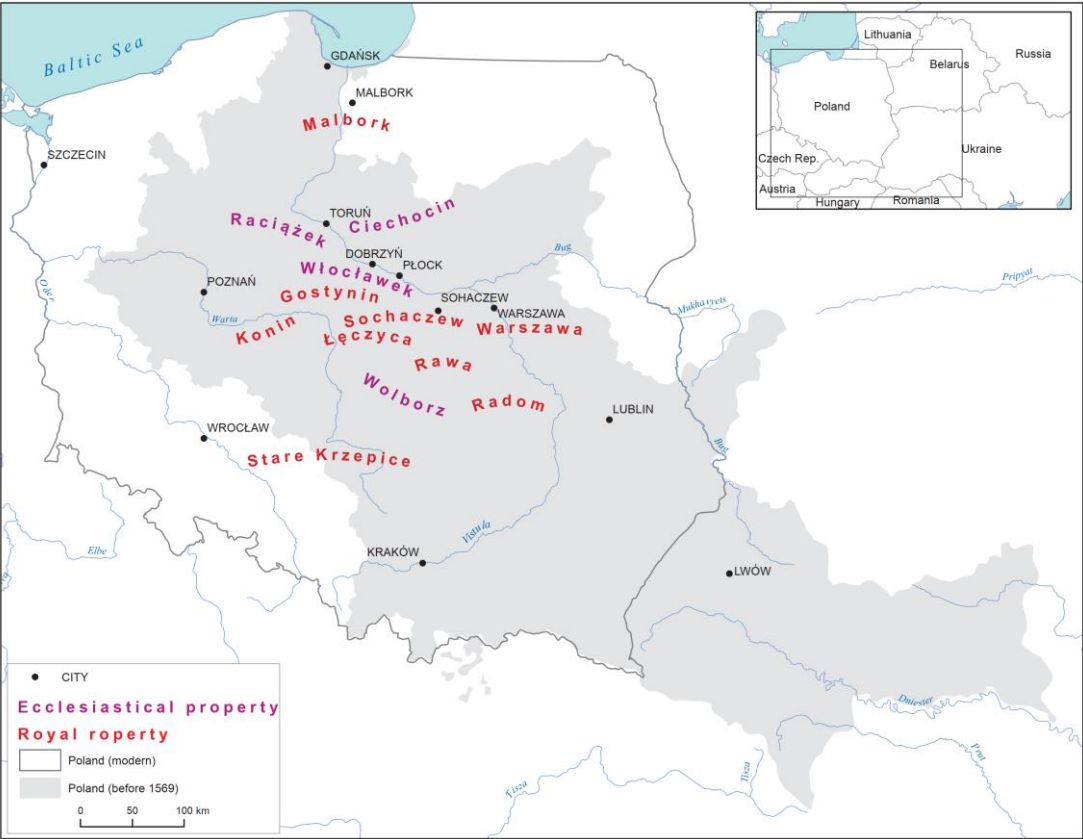 Baltic Sea
GDAŃSK
MALBORK
Malbork
SZCZECIN
TORUŃ
Raciążek
Ciechocin
DOBRZYŃ
PŁOCK
Włocławek
Bug
POZNAŃ
Gostynin
SOHACZEW
WARSZAWA
Oder
Warta
Konin
Sochaczew
Warszawa
Łęczyca
Rawa
Wolborz
Radom
LUBLIN
Mukhavyets
Pripyat
WROCŁAW
Stare Krzepice
Bug
Vistula
Elbe
KRAKÓW
LWÓW
Dniester
Prut
Tisza
Tisza
Lithuania
Russia
Belarus
Poland
Ukraine
Czech Rep.
Austria
Hungary
Romania
CITY
Ecclesiastical property
Royal roperty
Poland (modern)
Poland (before 1569)
0 50 100 km